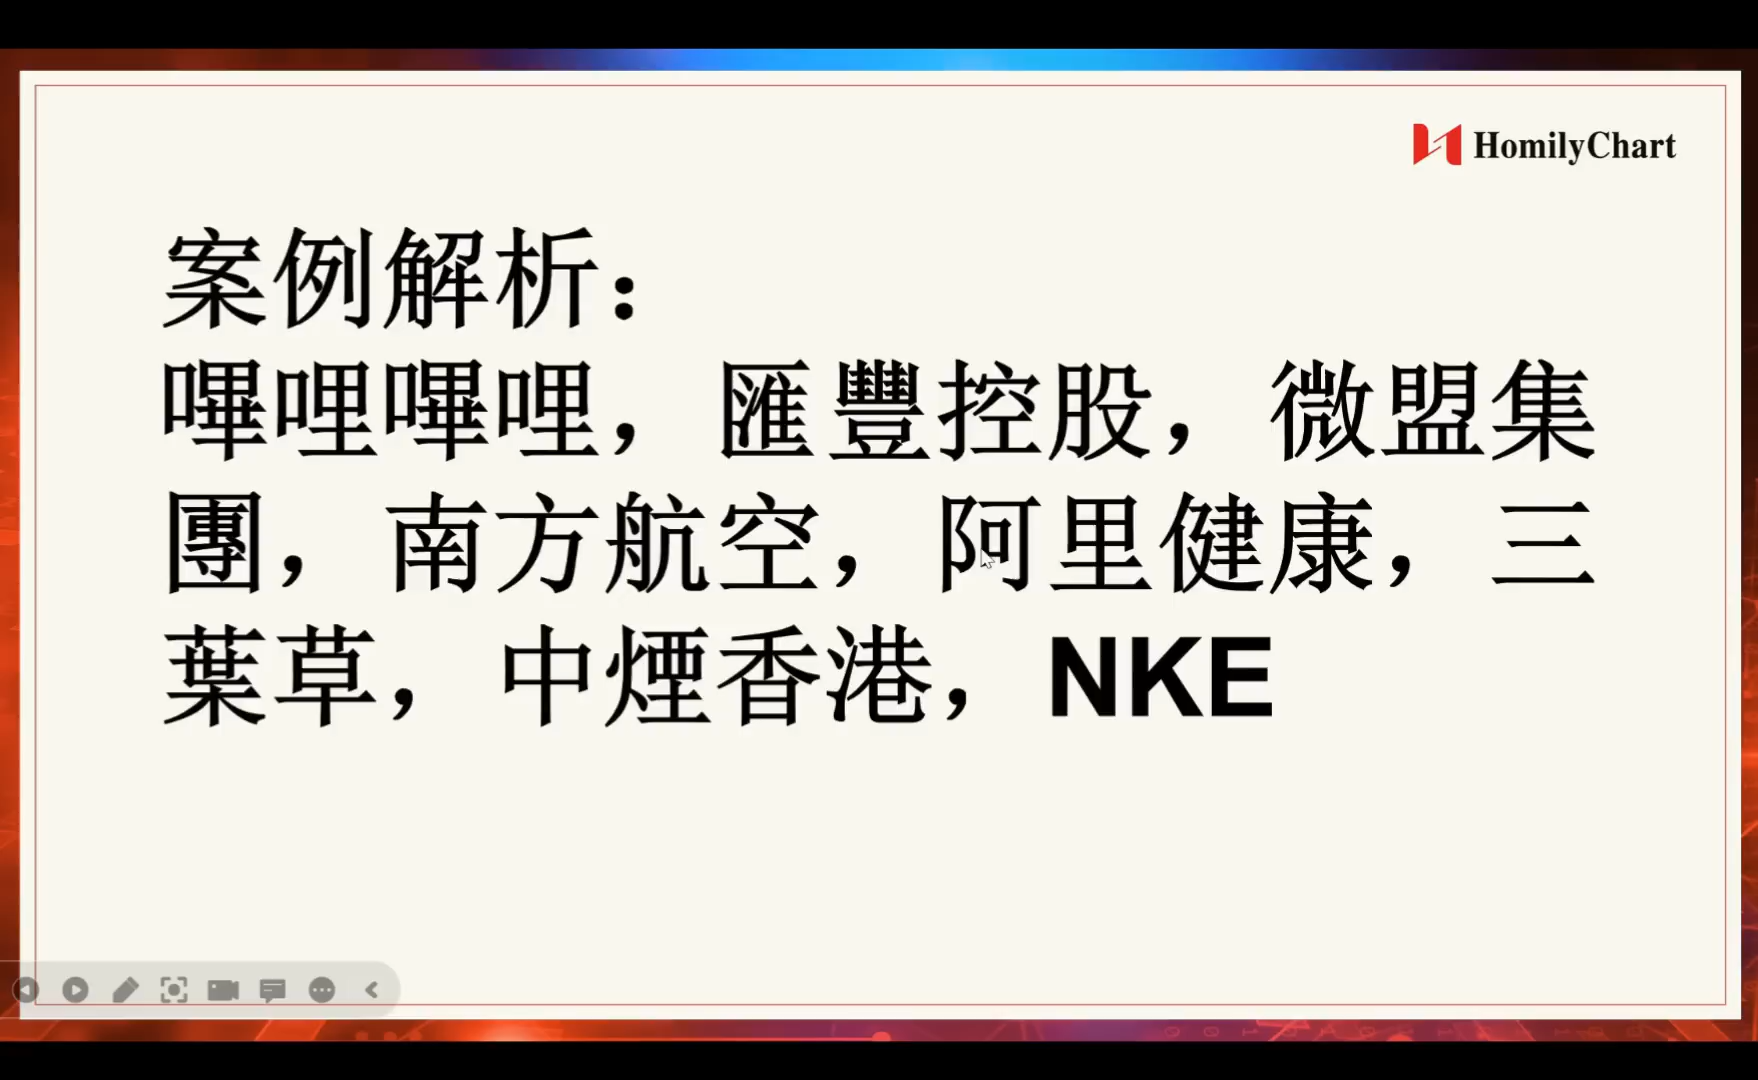 HomilyChart
案例解析：
嗶哩嗶哩，匯豐控股，微盟集
團，南方航空，阿里健康，三
葉草，中煙香港，NKE